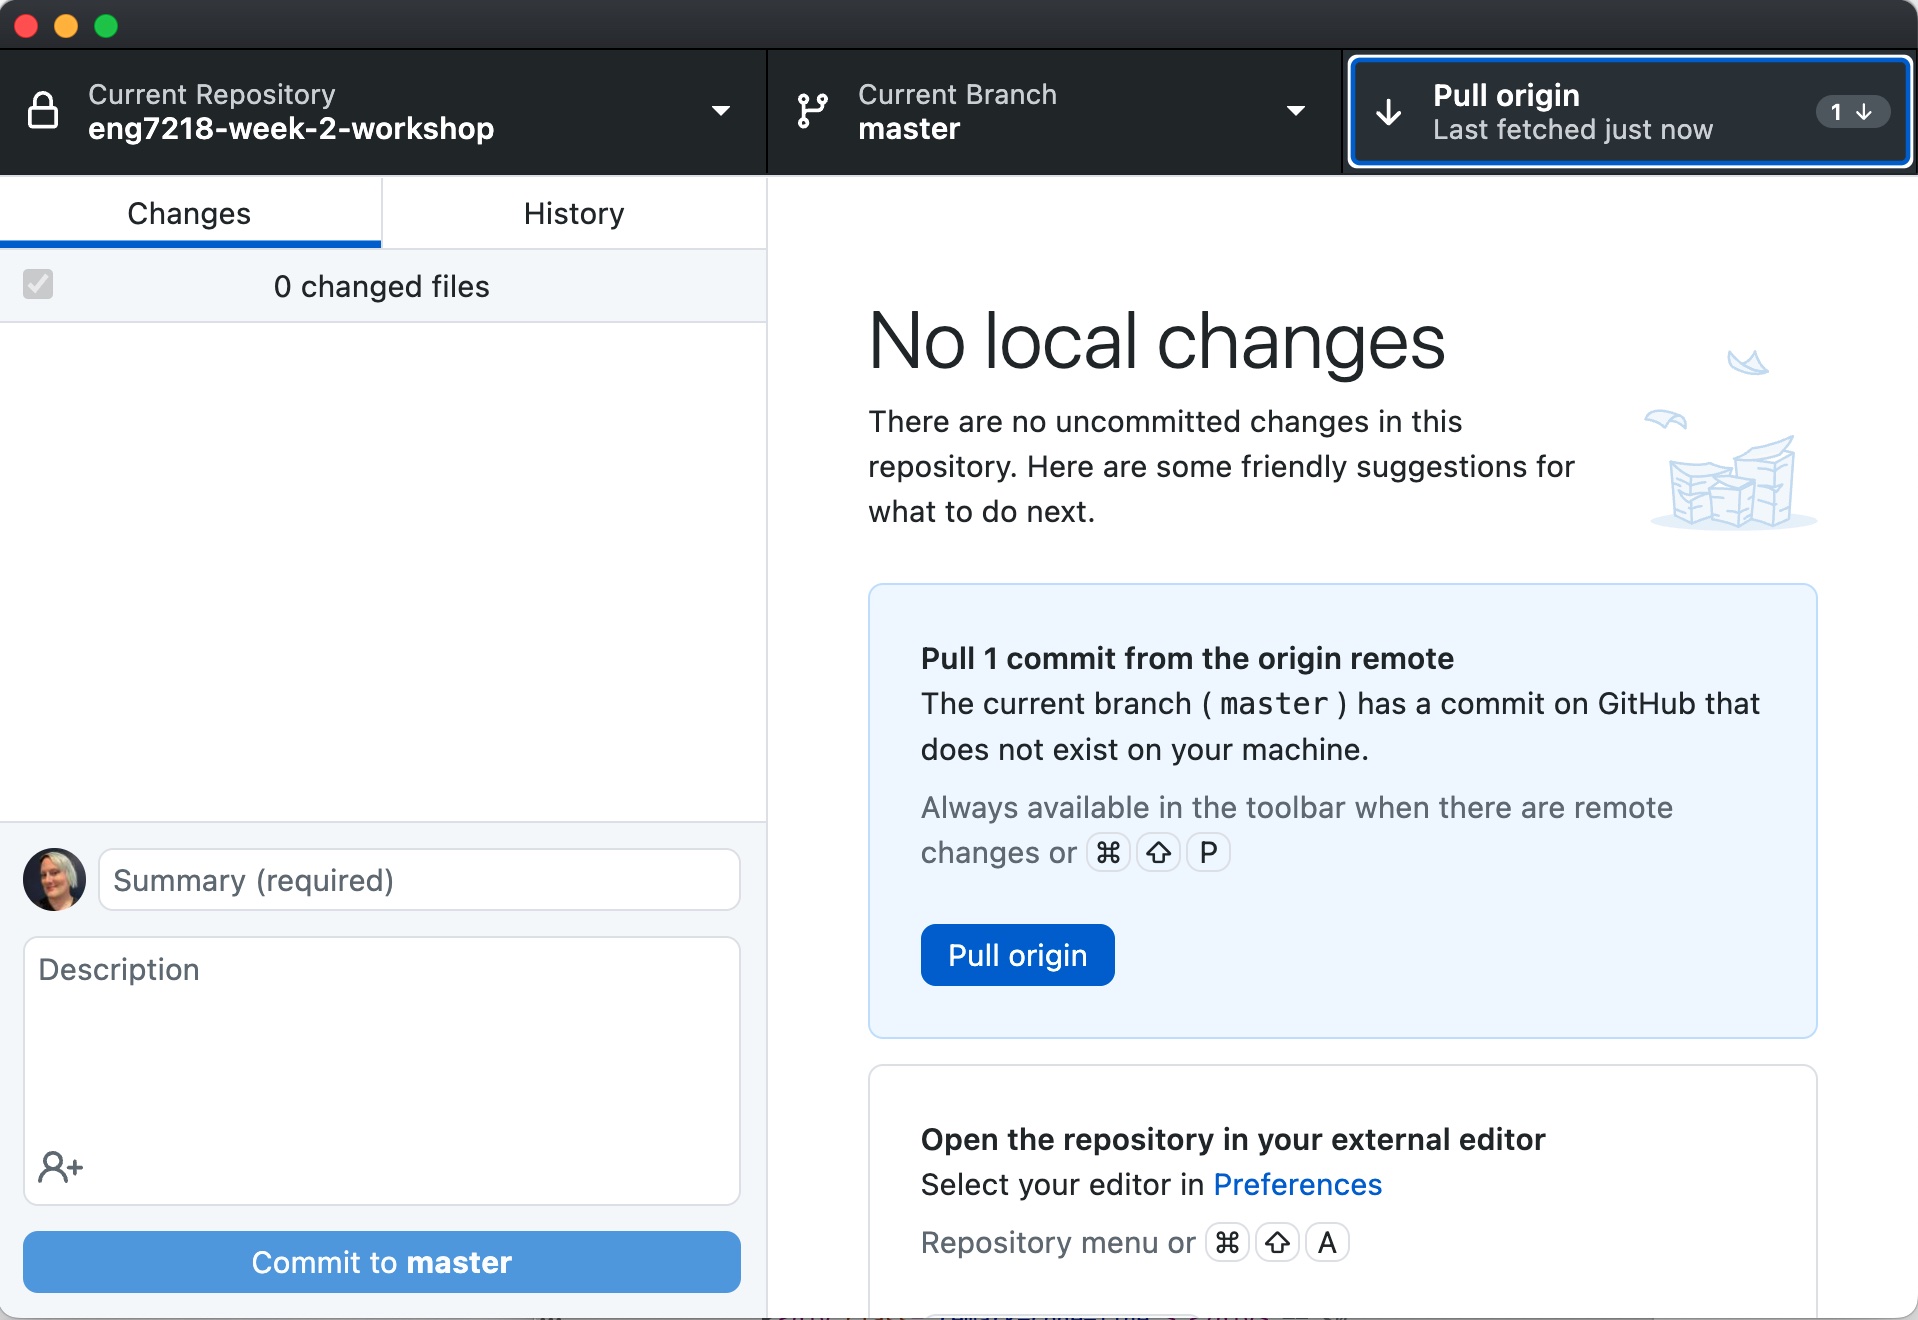 Current Repository
eng7218-week-2-workshop
Current Branch
master
Pull origin
Last fetched just now
1
Changes
History
0 changed files
No local changes
There are no uncommitted changes in this
repository. Here are some friendly suggestions for
what to do next.
Pull 1 commit from the origin remote
The current branch ( master ) has a commit on GitHub that
does not exist on your machine.
Always available in the toolbar when there are remote
changes or ⌘ ⇧ P
Pull origin
Summary (required)
Description
Open the repository in your external editor
Select your editor in Preferences
Repository menu or ⌘ ⇧ A
Commit to master